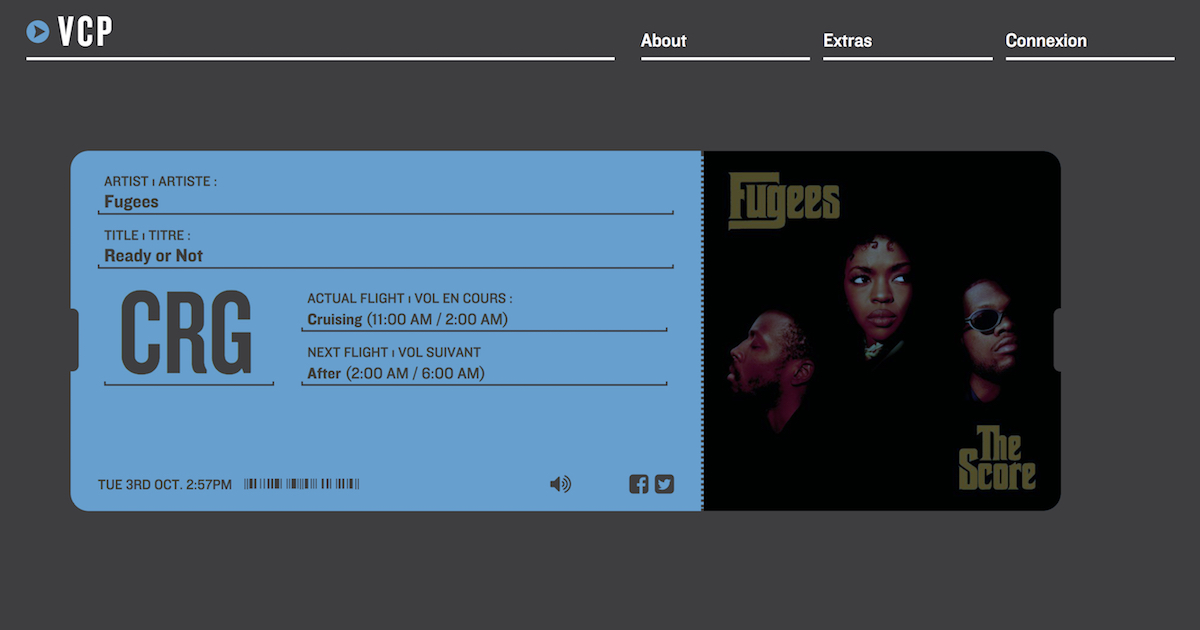 VCP
About
Extras
Connexion
ARTIST | ARTISTE :
Fugees
TITLE | TITRE :
Ready or Not
CRG
ACTUAL FLIGHT | VOL EN COURS :
Cruising (11:00 AM / 2:00 AM)
NEXT FLIGHT | VOL SUIVANT
After (2:00 AM / 6:00 AM)
TUE 3RD OCT. 2:57PM
Fugees
The
Score